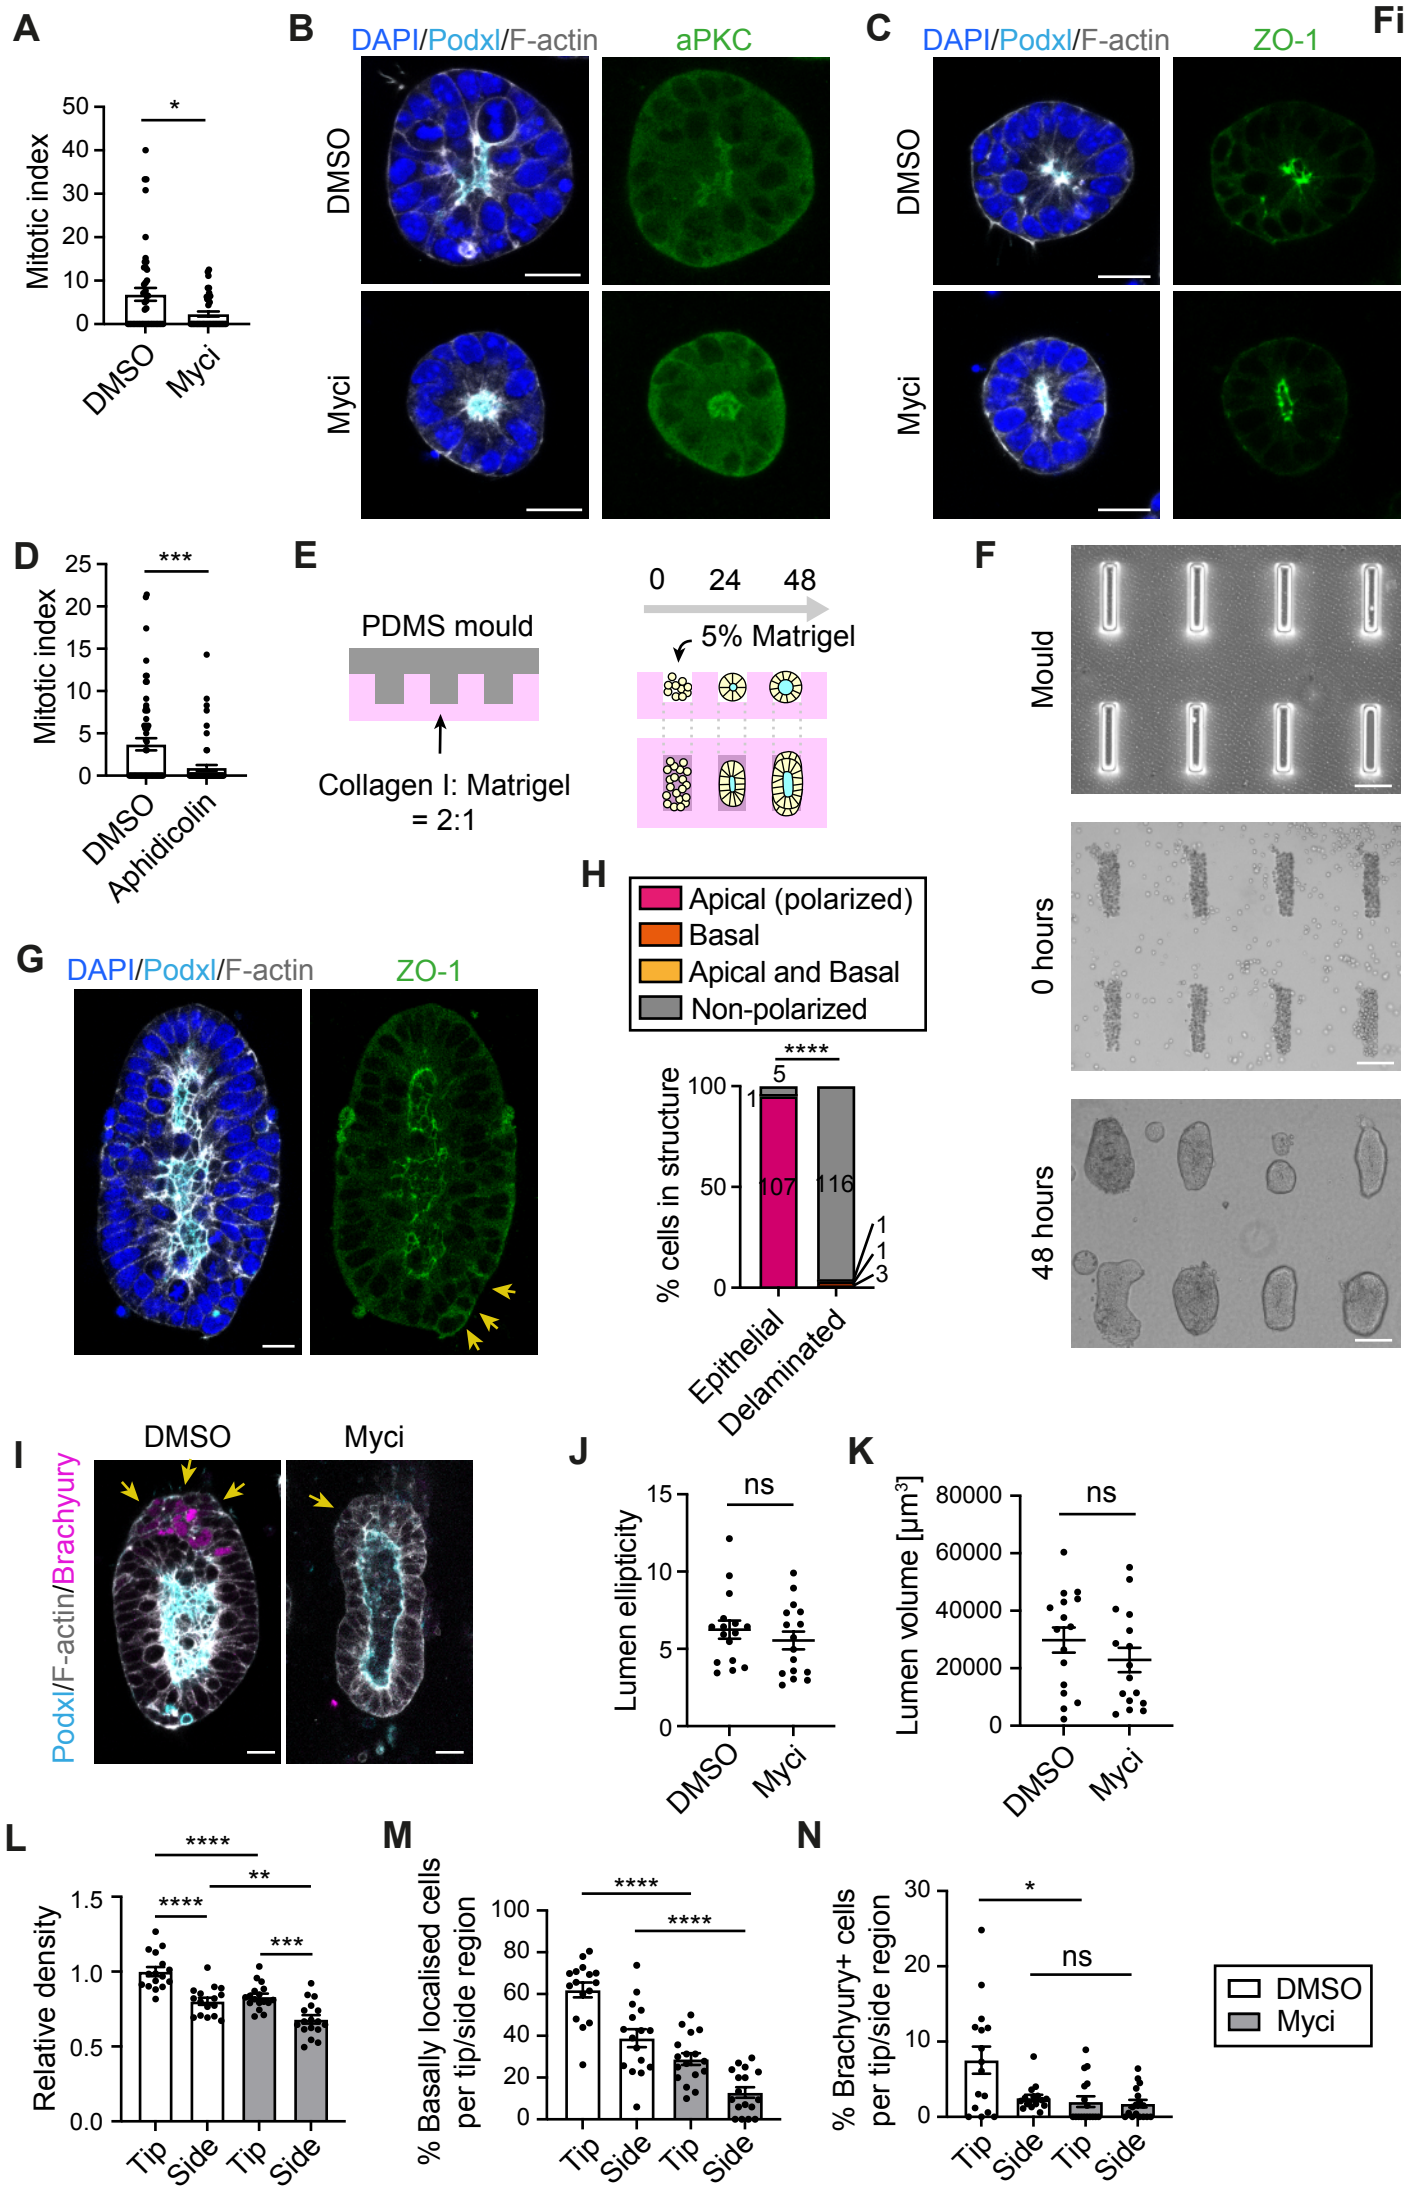 Fi
A
Mitotic index
50
40
30
20
10
0
*
DMSO
Myci
B
DAPI/Podxl/F-actin
aPKC
DMSO
Myci
C
DAPI/Podxl/F-actin
ZO-1
DMSO
Myci
D
Mitotic index
25
20
15
10
5
0
***
DMSO
Aphidicolin
E
PDMS mould
Collagen I: Matrigel
= 2:1
0 24 48
5% Matrigel
F
Mould
0 hours
48 hours
G
DAPI/Podxl/F-actin
ZO-1
H
Apical (polarized)
Basal
Apical and Basal
Non-polarized
% cells in structure
100
50
0
****
5
1
107
116
1
1
3
Epithelial
Delaminated
I
Podxl/F-actin/Brachyury
DMSO
Myci
J
Lumen ellipticity
15
10
5
0
ns
DMSO
Myci
K
Lumen volume [µm³]
80000
60000
40000
20000
0
ns
DMSO
Myci
L
Relative density
1.5
1.0
0.5
0.0
****
**
****
***
Tip
Side
Tip
Side
M
% Basally localised cells
per tip/side region
100
80
60
40
20
0
****
****
Tip
Side
Tip
Side
N
% Brachyury+ cells
per tip/side region
30
20
10
0
*
ns
Tip
Side
Tip
Side
DMSO
Myci